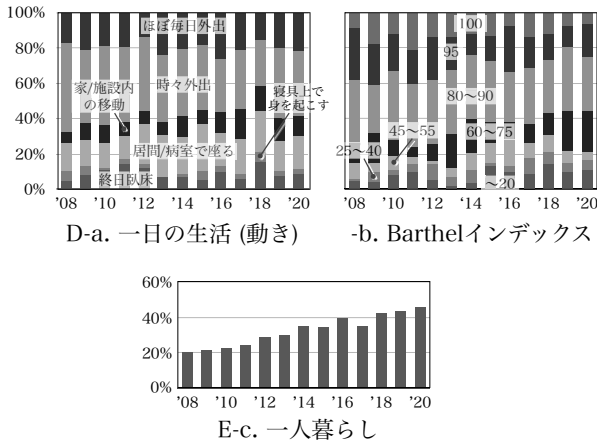 100%
80%
60%
40%
20%
0%
ほぼ毎日外出
時々外出
家/施設内
の移動
寝具上で
身を起こす
居間/病室で座る
終日臥床
’08 ’10 ’12 ’14 ’16 ’18 ’20
D-a. 一日の生活 (動き)
100
95
80〜90
60〜75
45〜55
25〜40
〜20
’08 ’10 ’12 ’14 ’16 ’18 ’20
-b. Barthelインデックス
60%
40%
20%
0%
’08 ’10 ’12 ’14 ’16 ’18 ’20
E-c. 一人暮らし